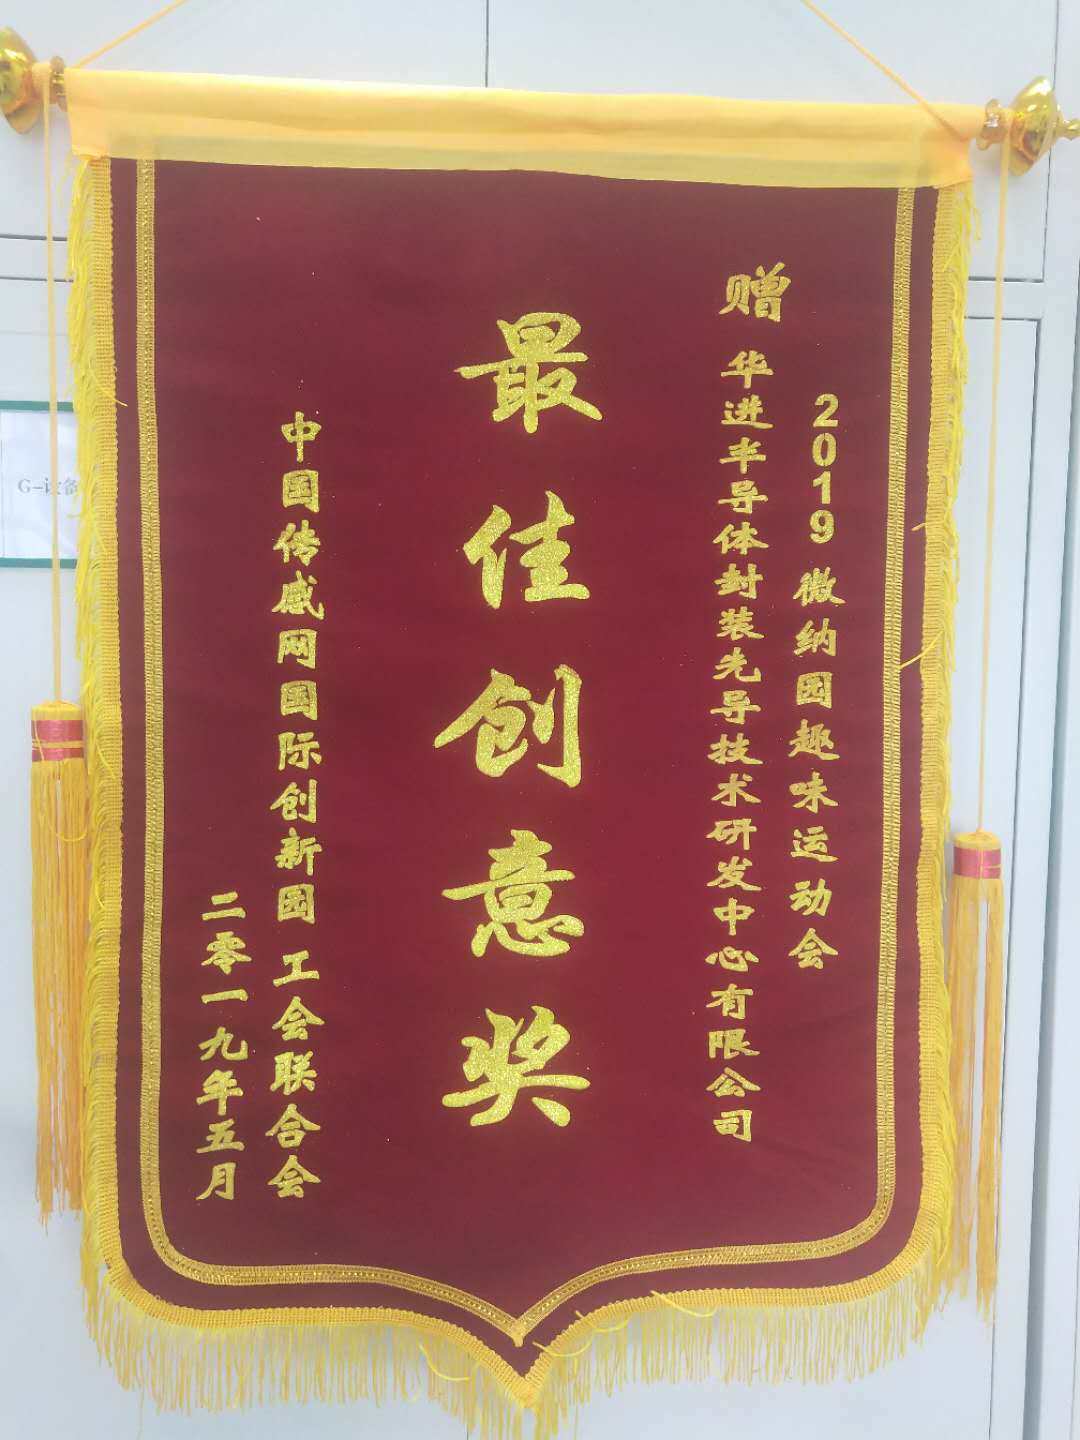 2019 微纳园趣味运动会
赠 华进半导体封装先导技术研发中心有限公司
最佳创意奖
中国传感网国际创新园 工会联合会
二零一九年五月
G-设备